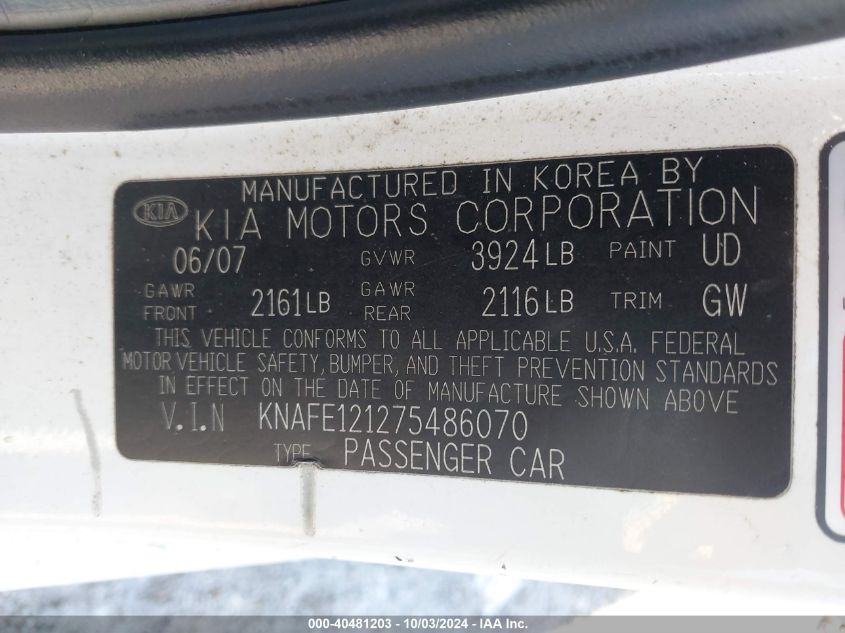 MANUFACTURED IN KOREA BY
KIA KIA MOTORS CORPORATION
06/07 GVWR 3924LB PAINT UD
GAWR FRONT 2161LB GAWR REAR 2116LB TRIM GW
THIS VEHICLE CONFORMS TO ALL APPLICABLE U.S.A. FEDERAL
MOTOR VEHICLE SAFETY, BUMPER, AND THEFT PREVENTION STANDARDS
IN EFFECT ON THE DATE OF MANUFACTURE SHOWN ABOVE
V.I.N KNAFE121275486070
TYPE PASSENGER CAR
000-40481203 - 10/03/2024 - IAA Inc.